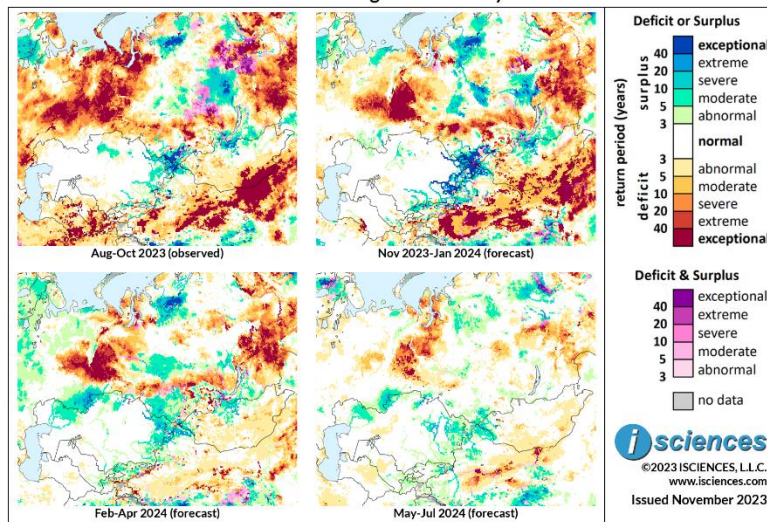 Aug-Oct 2023 (observed)
Nov 2023-Jan 2024 (forecast)
Feb-Apr 2024 (forecast)
May-Jul 2024 (forecast)
Deficit or Surplus
return period (years)
surplus
deficit
40
20
10
5
3
exceptional
extreme
severe
moderate
abnormal
normal
3
5
10
20
40
abnormal
moderate
severe
extreme
exceptional
Deficit & Surplus
40
20
10
5
3
exceptional
extreme
severe
moderate
abnormal
no data
i sciences
©2023 ISCIENCES, L.L.C.
www.isciences.com
Issued November 2023